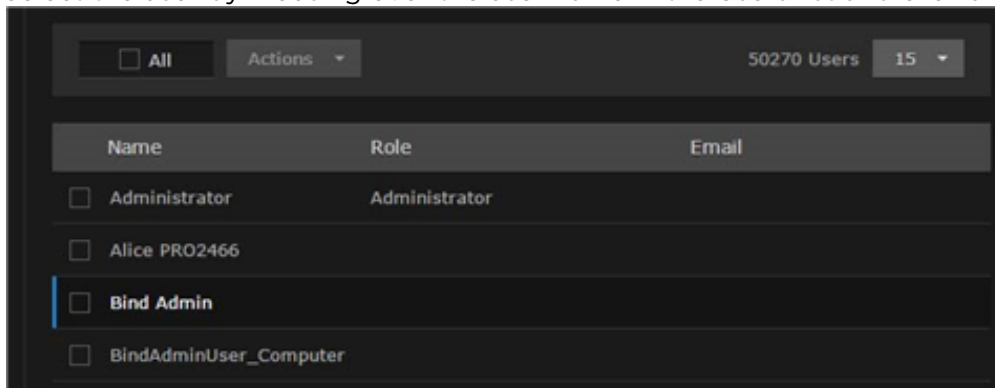 All Actions 50270 Users 15
Name Role Email
Administrator Administrator
Alice PRO2466
Bind Admin
BindAdminUser_Computer